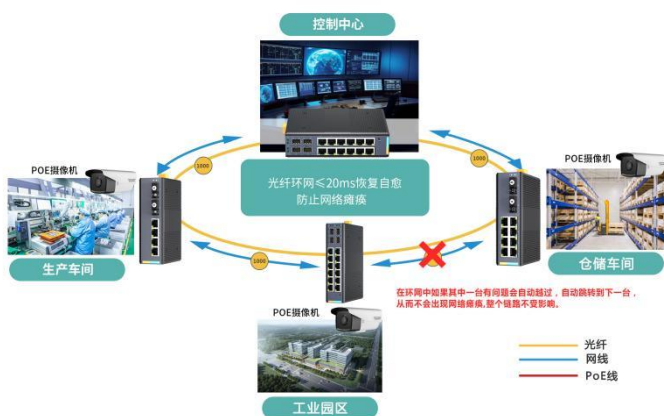 控制中心
1000
1000
POE摄像机
POE摄像机
光纤环网≤20ms恢复自愈
防止网络瘫痪
生产车间
仓储车间
1000
在环网中如果其中一台有问题会自动越过，自动跳转到下一台，
从而不会出现网络瘫痪,整个链路不变影响。
POE摄像机
光纤
网线
PoE线
工业园区